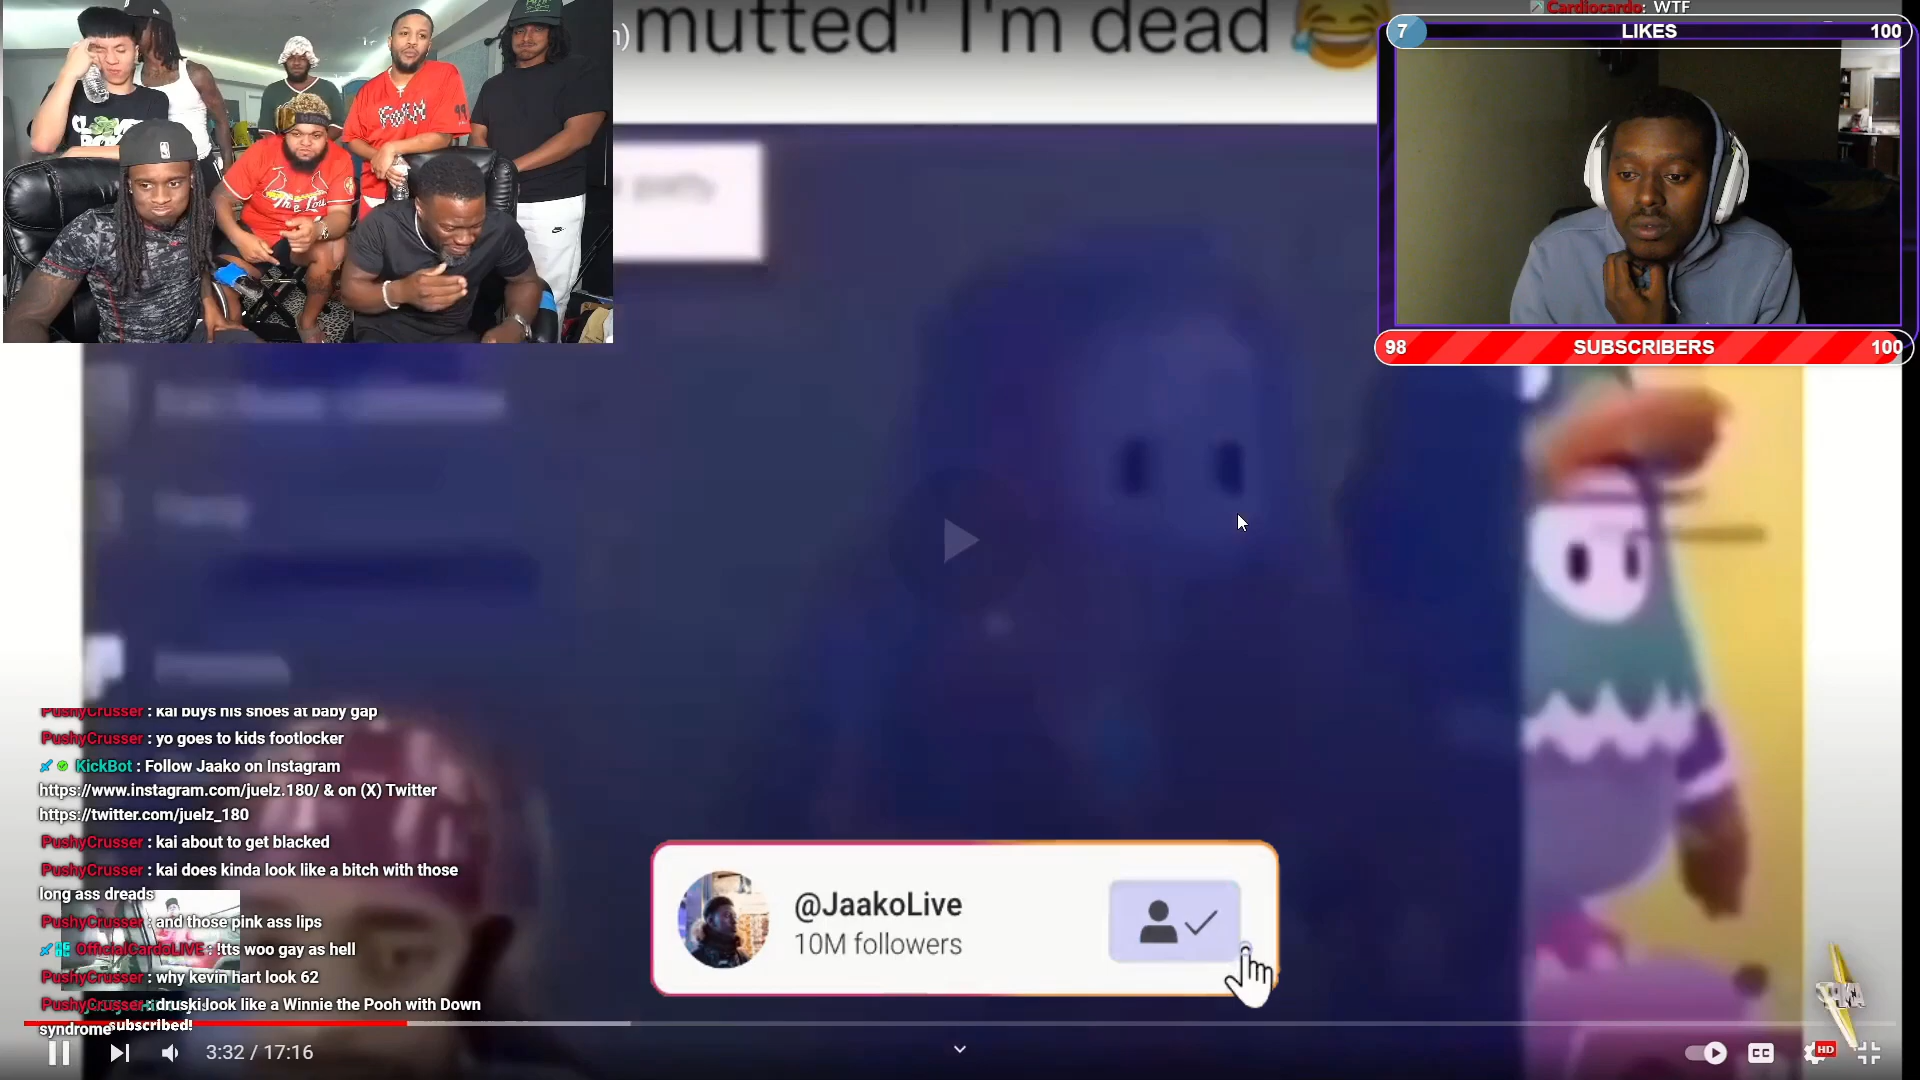 Cardiocardo: WTF
mutted" I'm dead 😂
7 LIKES 100
party
98 SUBSCRIBERS 100
PushyCrusser : kai buys his shoes at baby gap
PushyCrusser : yo goes to kids footlocker
KickBot : Follow Jaako on Instagram
https://www.instagram.com/juelz.180/ & on (X) Twitter
https://twitter.com/juelz_180
PushyCrusser : kai about to get blacked
PushyCrusser : kai does kinda look like a bitch with those
long ass dreads
PushyCrusser : and those pink ass lips
OfficialCardoLIVE : !tts woo gay as hell
PushyCrusser : why kevin hart look 62
PushyCrusser : druski look like a Winnie the Pooh with Down
syndrome
subscribed!
@JaakoLive
10M followers
3:32 / 17:16
CC
HD